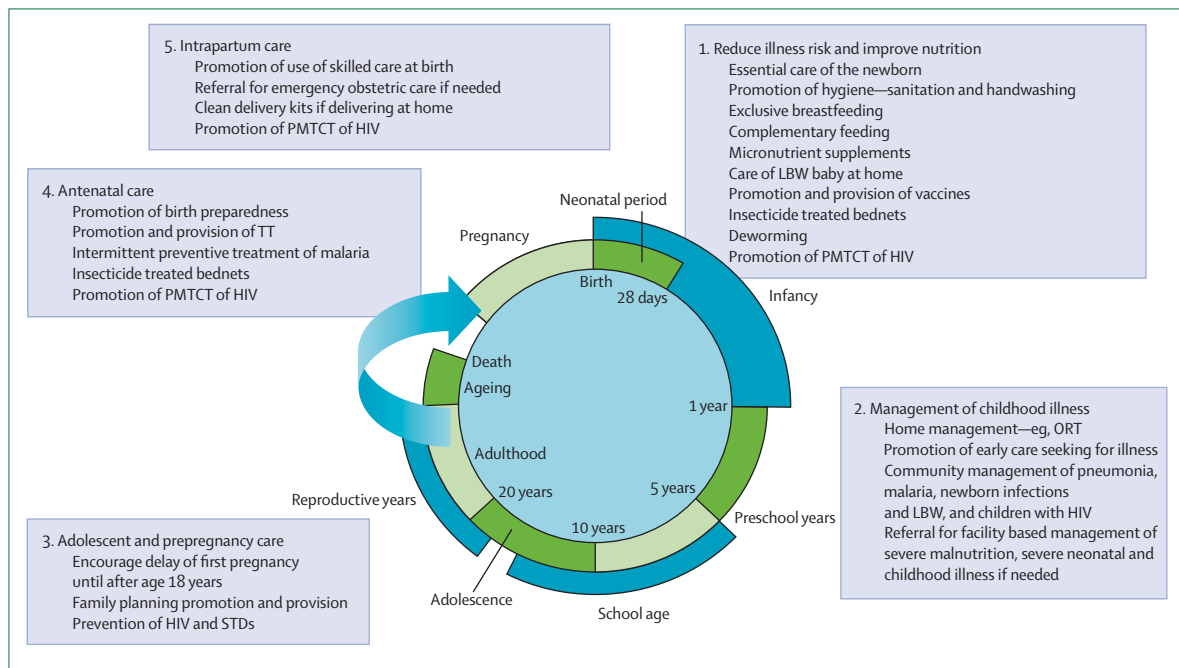 5. Intrapartum care
Promotion of use of skilled care at birth
Referral for emergency obstetric care if needed
Clean delivery kits if delivering at home
Promotion of PMTCT of HIV
1. Reduce illness risk and improve nutrition
Essential care of the newborn
Promotion of hygiene—sanitation and handwashing
Exclusive breastfeeding
Complementary feeding
Micronutrient supplements
Care of LBW baby at home
Promotion and provision of vaccines
Insecticide treated bednets
Deworming
Promotion of PMTCT of HIV
4. Antenatal care
Promotion of birth preparedness
Promotion and provision of TT
Intermittent preventive treatment of malaria
Insecticide treated bednets
Promotion of PMTCT of HIV
Neonatal period
Pregnancy
Birth
28 days
Infancy
Death
Ageing
1 year
Adulthood
20 years
5 years
10 years
Reproductive years
Preschool years
Adolescence
School age
2. Management of childhood illness
Home management—eg, ORT
Promotion of early care seeking for illness
Community management of pneumonia,
malaria, newborn infections
and LBW, and children with HIV
Referral for facility based management of
severe malnutrition, severe neonatal and
childhood illness if needed
3. Adolescent and prepregnancy care
Encourage delay of first pregnancy
until after age 18 years
Family planning promotion and provision
Prevention of HIV and STDs